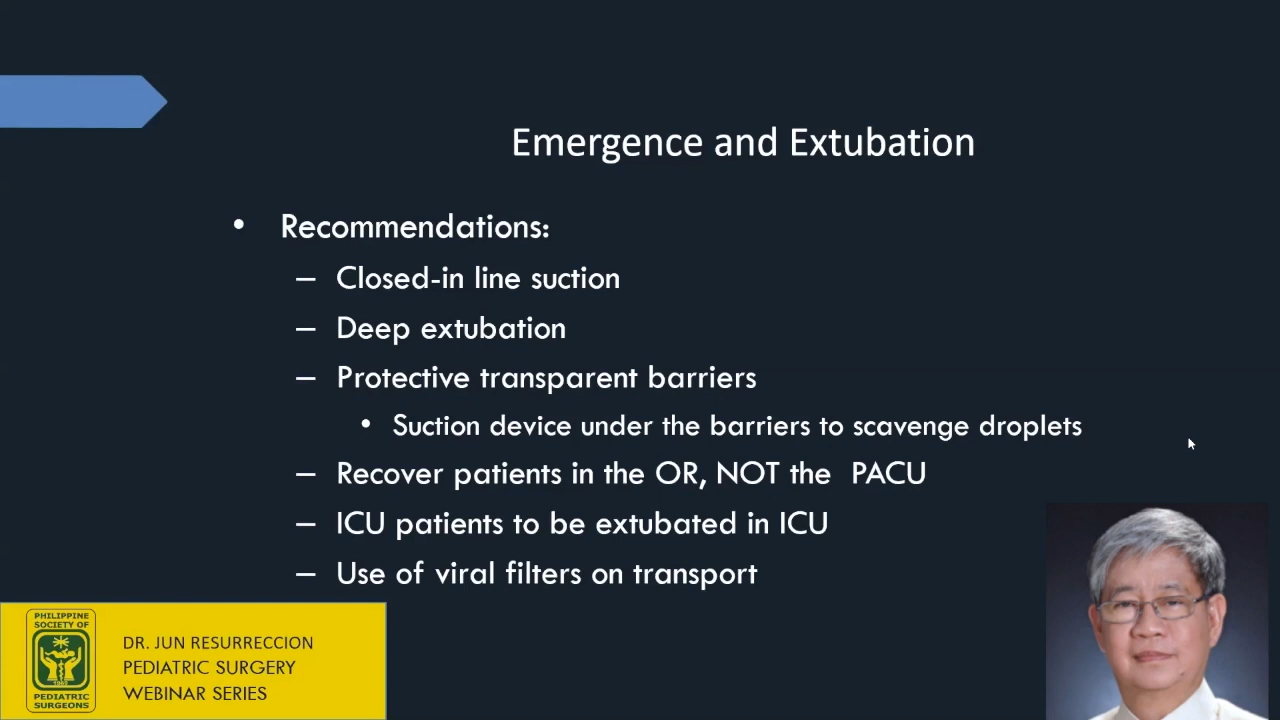 Emergence and Extubation
• Recommendations:
– Closed-in line suction
– Deep extubation
– Protective transparent barriers
• Suction device under the barriers to scavenge droplets
– Recover patients in the OR, NOT the PACU
– ICU patients to be extubated in ICU
– Use of viral filters on transport
PHILIPPINE
SOCIETY OF
PEDIATRIC
SURGEONS
DR. JUN RESURRECCION
PEDIATRIC SURGERY
WEBINAR SERIES